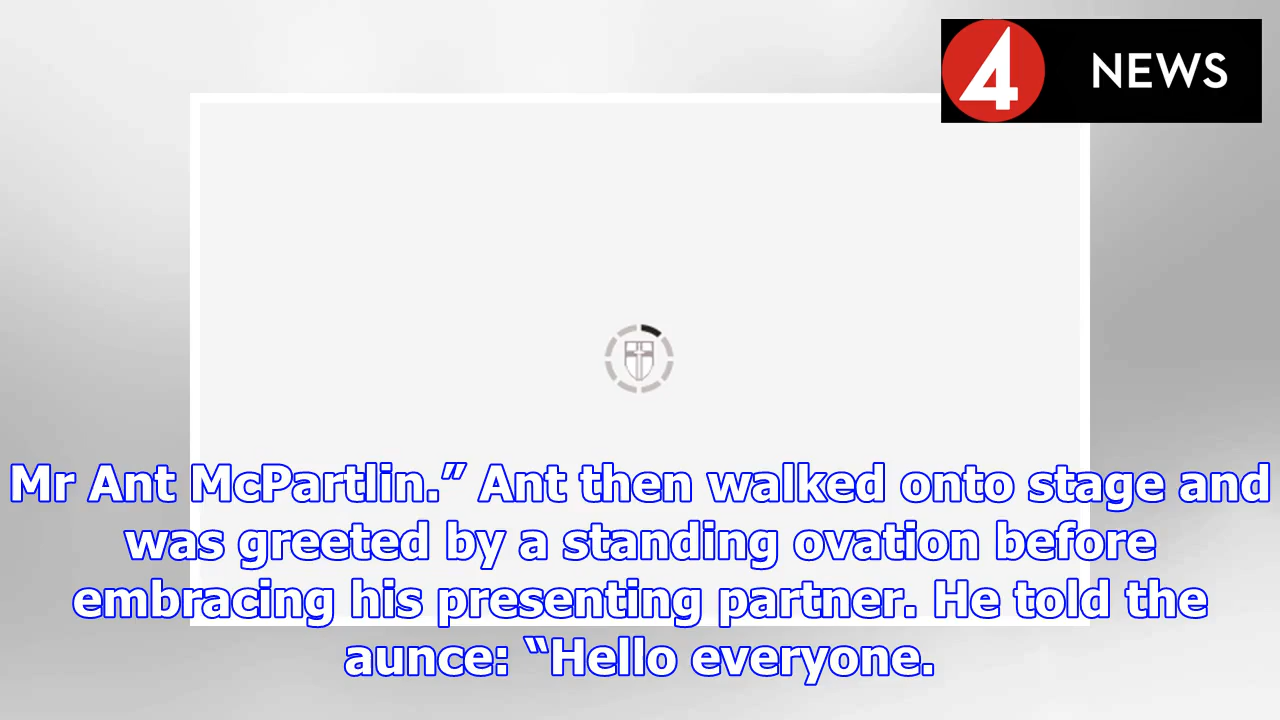 4 NEWS
Mr Ant McPartlin.” Ant then walked onto stage and
was greeted by a standing ovation before
embracing his presenting partner. He told the
aunce: “Hello everyone.